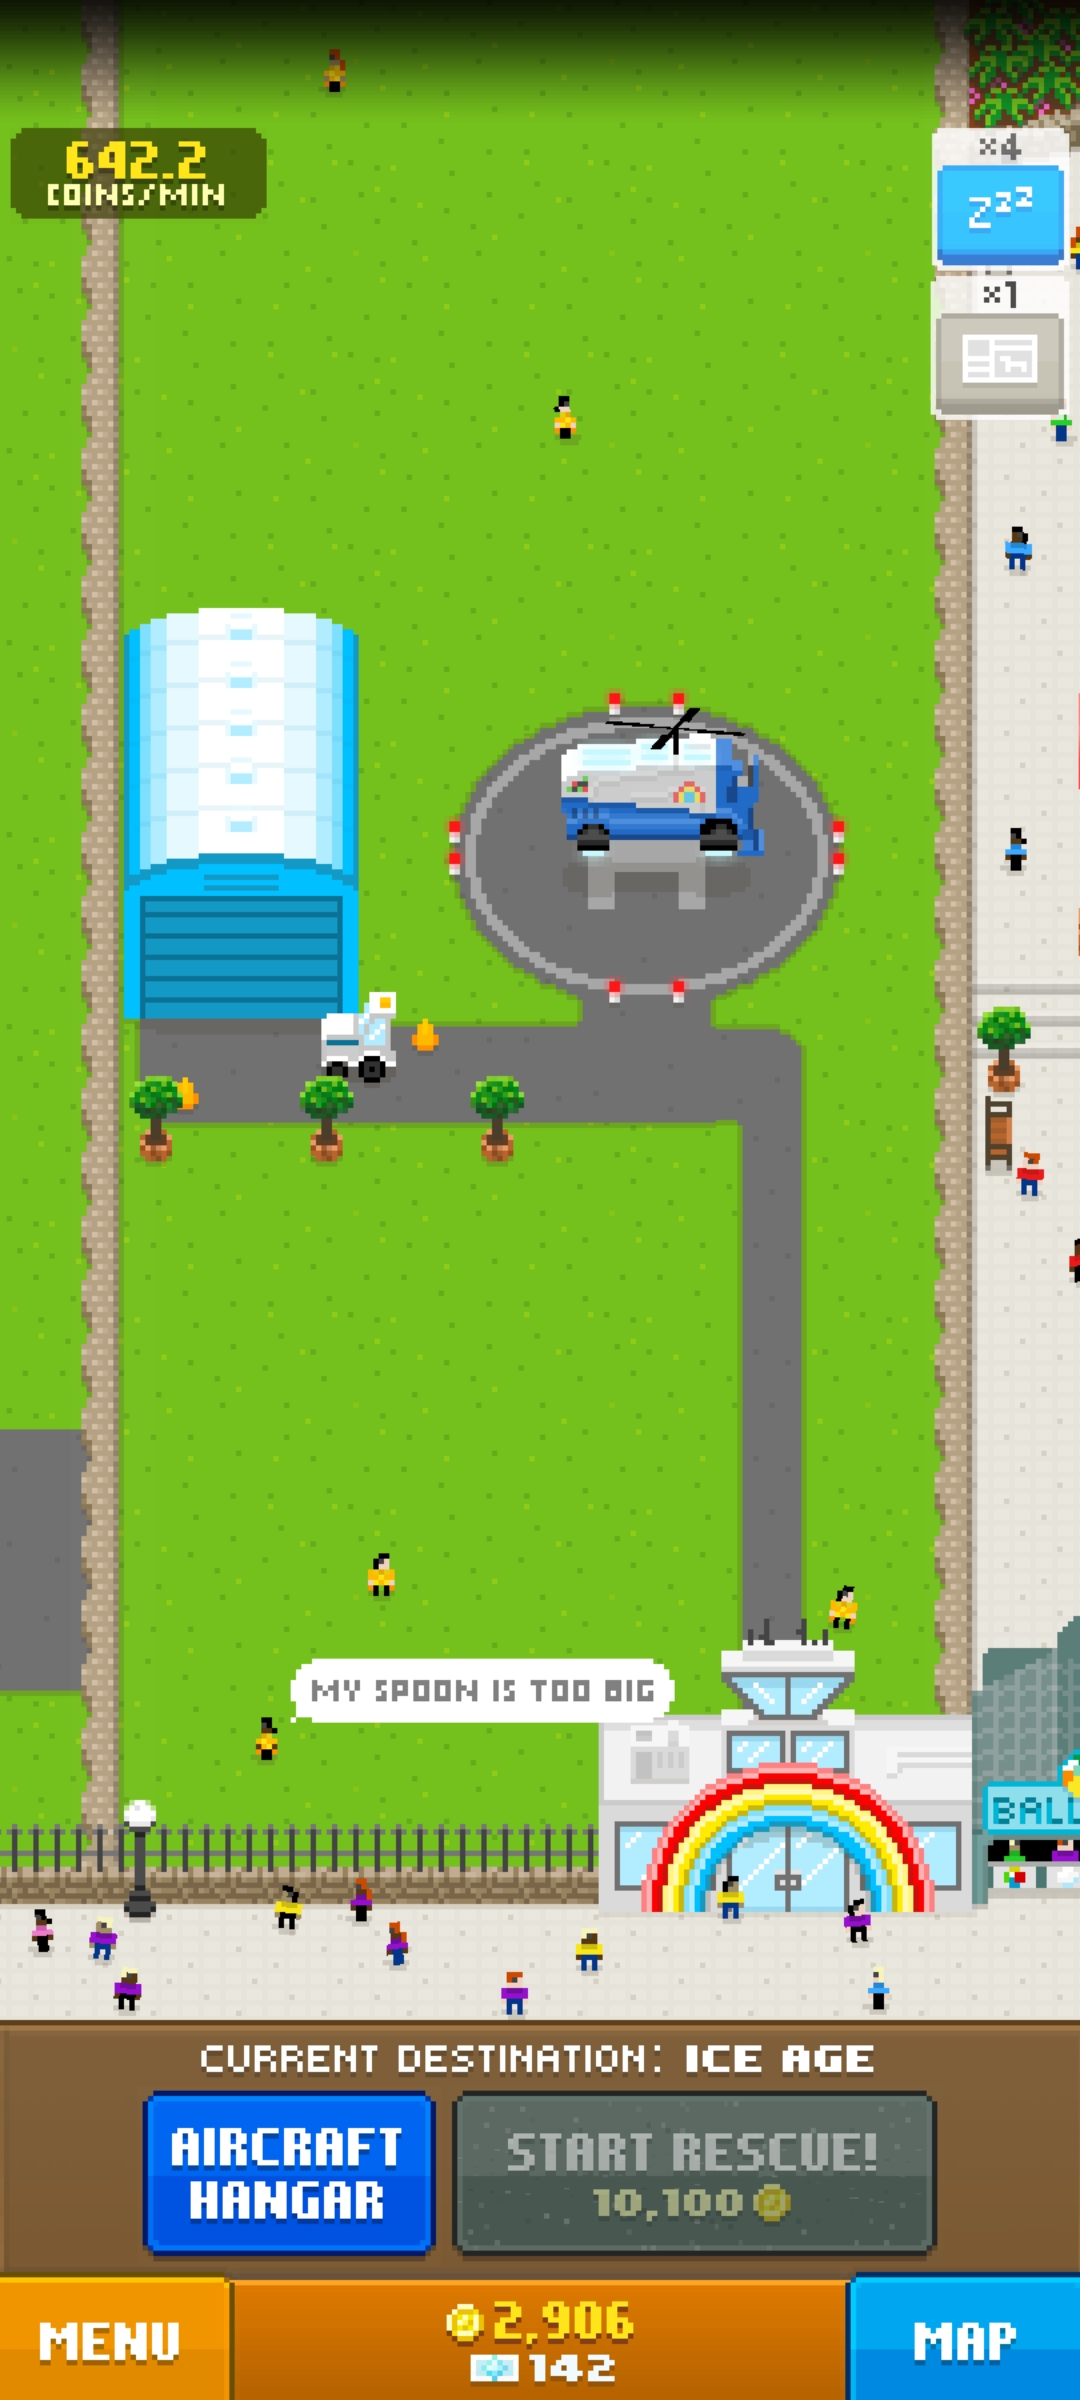 642.2
COINS/MIN
×4
zzz
×1
MY SPOON IS TOO BIG
BALL
CURRENT DESTINATION: ICE AGE
AIRCRAFT
HANGAR
START RESCUE!
10,100
MENU
2,906
142
MAP